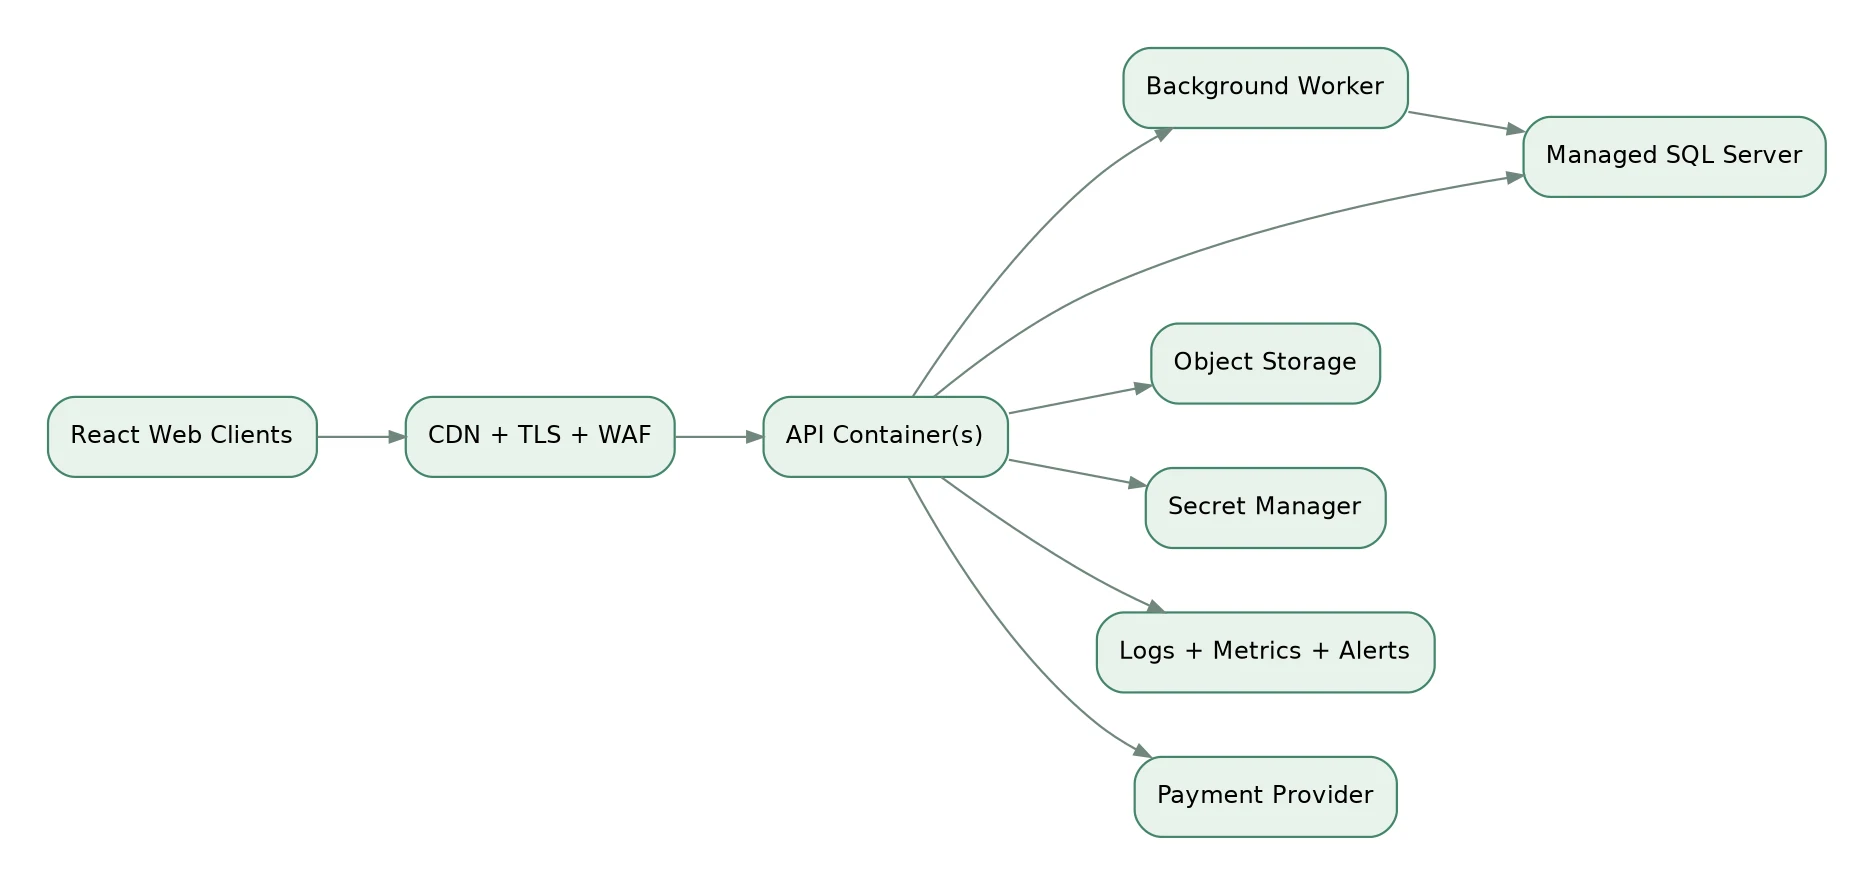 Background Worker
Managed SQL Server
Object Storage
React Web Clients
CDN + TLS + WAF
API Container(s)
Secret Manager
Logs + Metrics + Alerts
Payment Provider